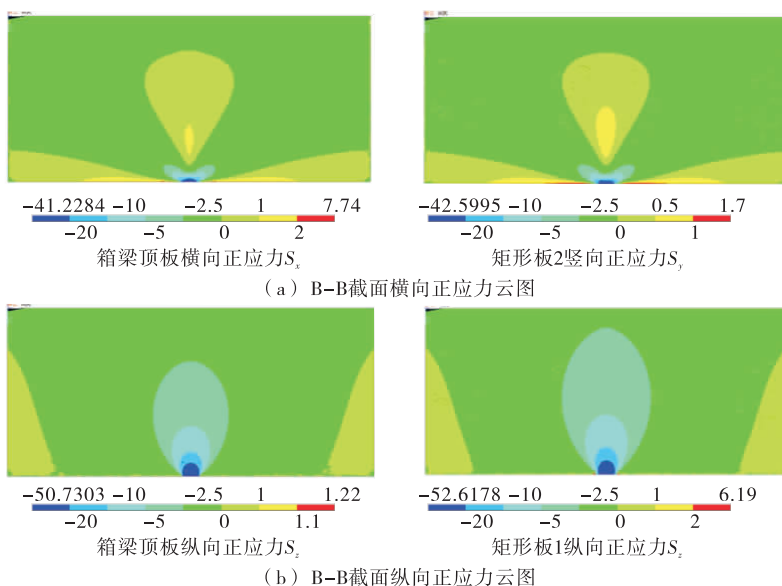 -41.2284 -10 -2.5 1 7.74
-20 -5 0 2
箱梁顶板横向正应力Sx
-42.5995 -10 -2.5 0.5 1.7
-20 -5 0 1
矩形板2竖向正应力Sy
(a) B-B截面横向正应力云图
-50.7303 -10 -2.5 1 1.22
-20 -5 0 1.1
箱梁顶板纵向正应力Sz
-52.6178 -10 -2.5 1 6.19
-20 -5 0 2
矩形板1纵向正应力Sz
(b) B-B截面纵向正应力云图